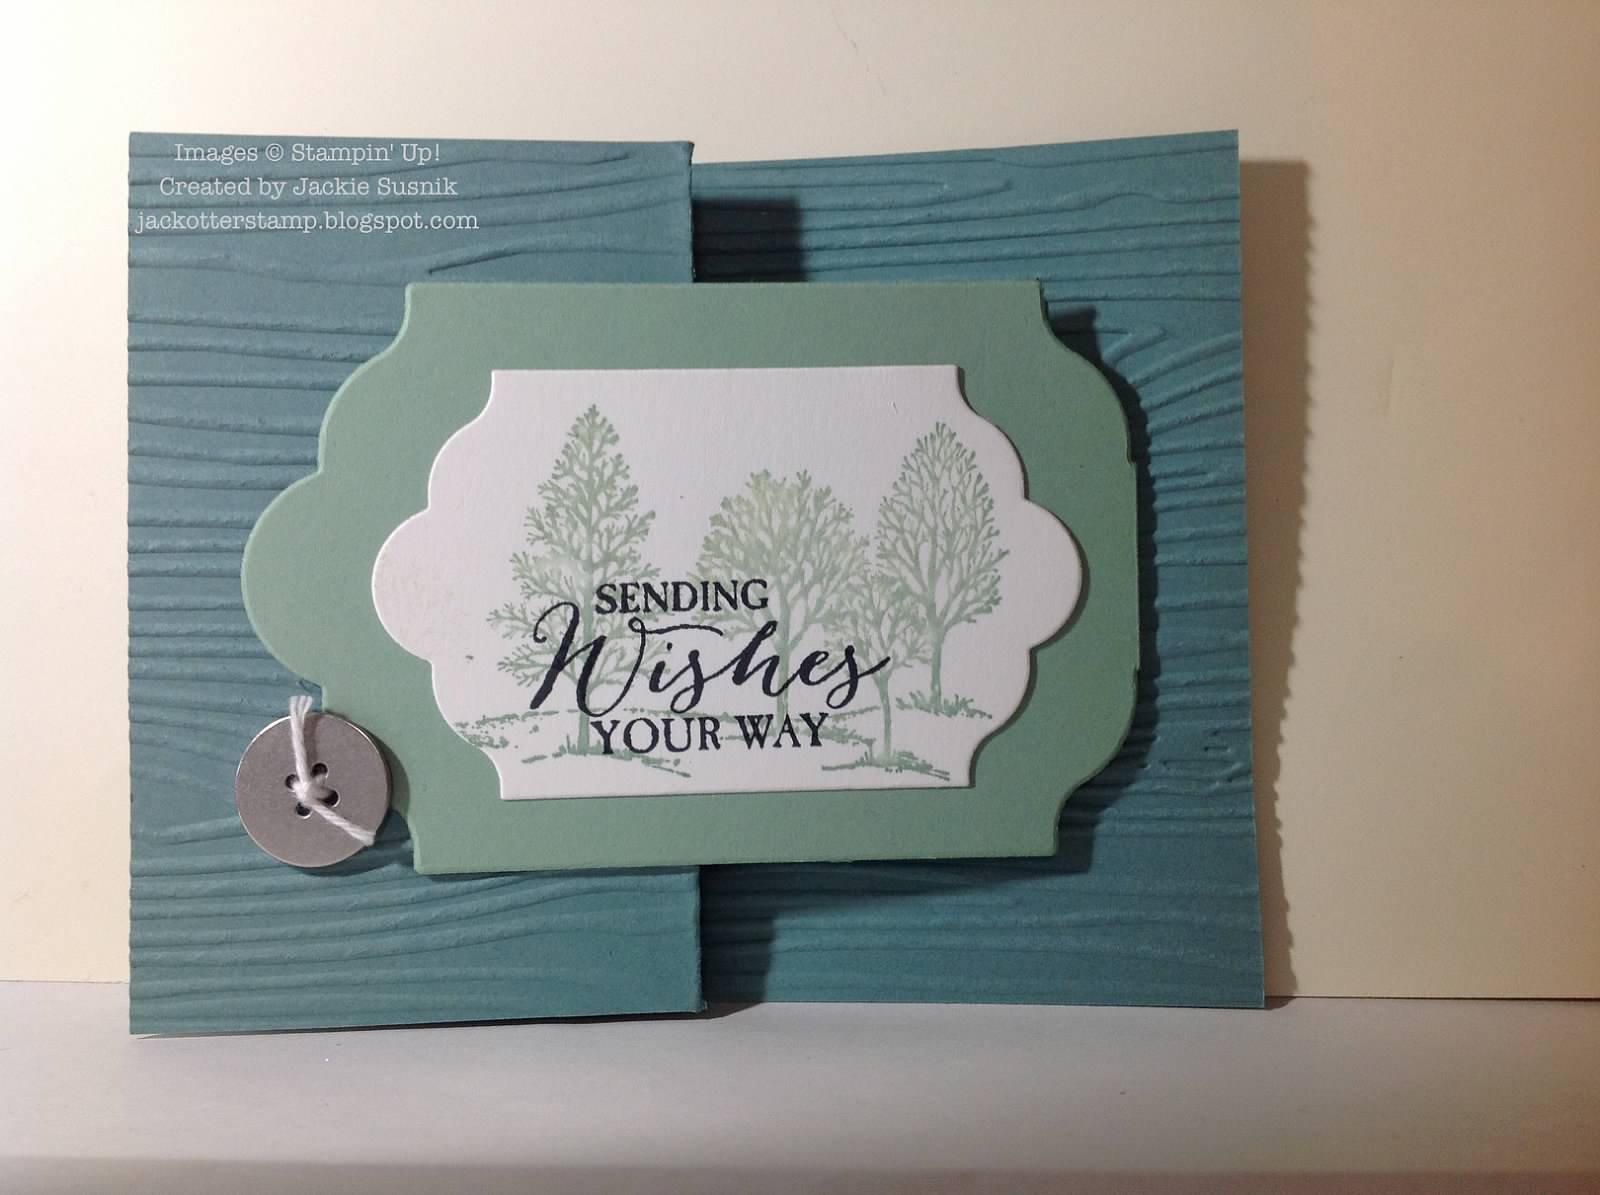 Images © Stampin' Up!
Created by Jackie Susnik
jackotterstamp.blogspot.com
SENDING
Wishes
YOUR WAY